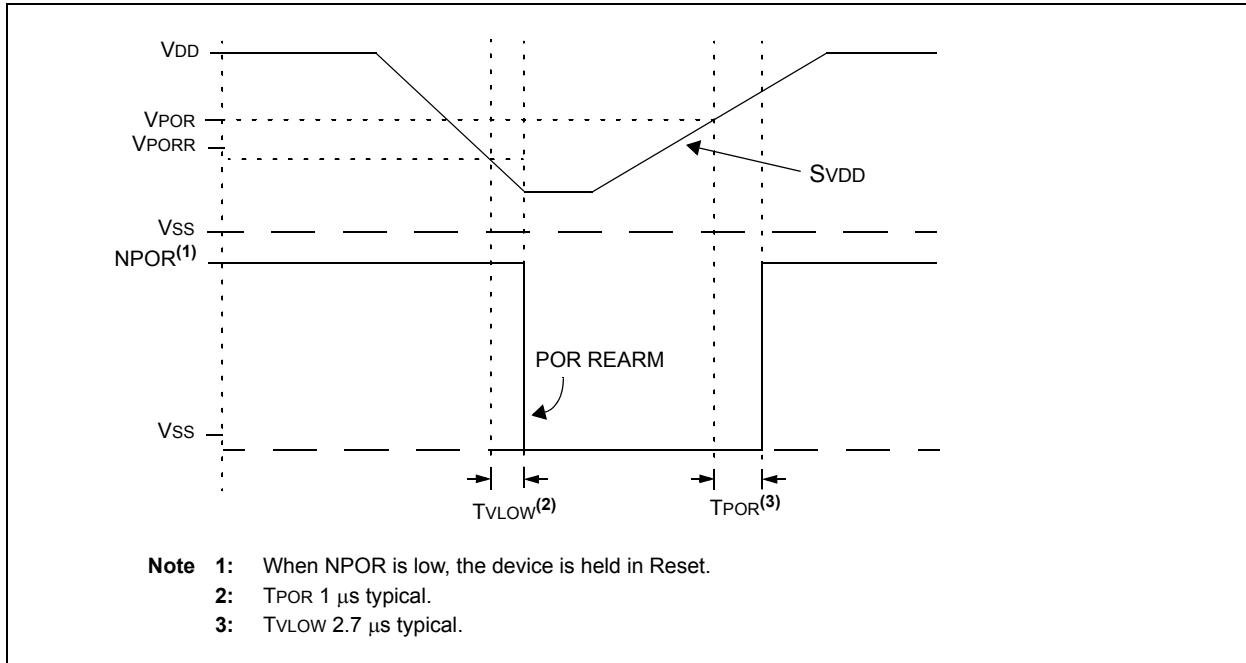 VDD
VPOR
VPORR
SVDD
VSS
NPOR(1)
POR REARM
VSS
TVLOW(2)
TPOR(3)
Note 1: When NPOR is low, the device is held in Reset.
2: TPOR 1 μs typical.
3: TVLOW 2.7 μs typical.